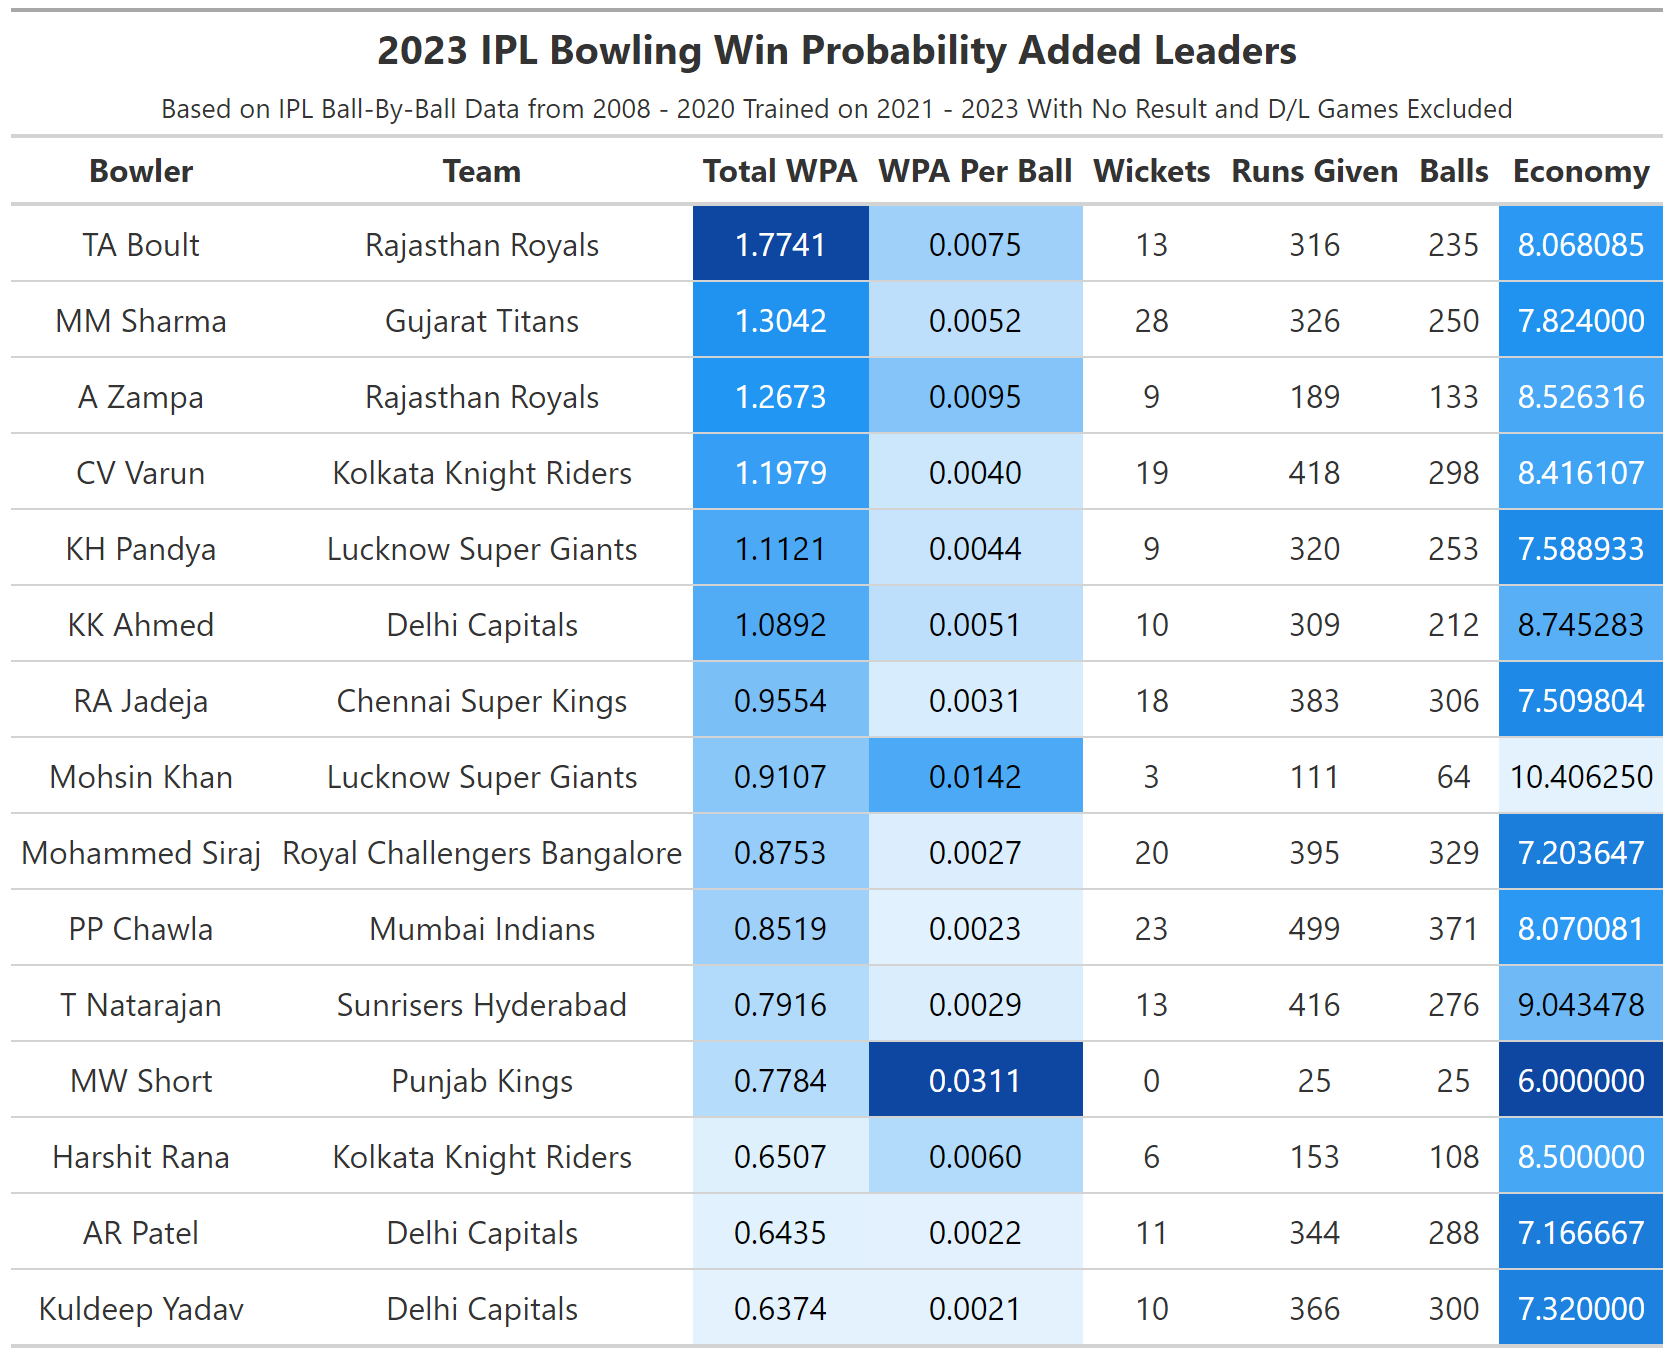 2023 IPL Bowling Win Probability Added Leaders
Based on IPL Ball-By-Ball Data from 2008 - 2020 Trained on 2021 - 2023 With No Result and D/L Games Excluded
Bowler Team Total WPA WPA Per Ball Wickets Runs Given Balls Economy
TA Boult Rajasthan Royals 1.7741 0.0075 13 316 235 8.068085
MM Sharma Gujarat Titans 1.3042 0.0052 28 326 250 7.824000
A Zampa Rajasthan Royals 1.2673 0.0095 9 189 133 8.526316
CV Varun Kolkata Knight Riders 1.1979 0.0040 19 418 298 8.416107
KH Pandya Lucknow Super Giants 1.1121 0.0044 9 320 253 7.588933
KK Ahmed Delhi Capitals 1.0892 0.0051 10 309 212 8.745283
RA Jadeja Chennai Super Kings 0.9554 0.0031 18 383 306 7.509804
Mohsin Khan Lucknow Super Giants 0.9107 0.0142 3 111 64 10.406250
Mohammed Siraj Royal Challengers Bangalore 0.8753 0.0027 20 395 329 7.203647
PP Chawla Mumbai Indians 0.8519 0.0023 23 499 371 8.070081
T Natarajan Sunrisers Hyderabad 0.7916 0.0029 13 416 276 9.043478
MW Short Punjab Kings 0.7784 0.0311 0 25 25 6.000000
Harshit Rana Kolkata Knight Riders 0.6507 0.0060 6 153 108 8.500000
AR Patel Delhi Capitals 0.6435 0.0022 11 344 288 7.166667
Kuldeep Yadav Delhi Capitals 0.6374 0.0021 10 366 300 7.320000